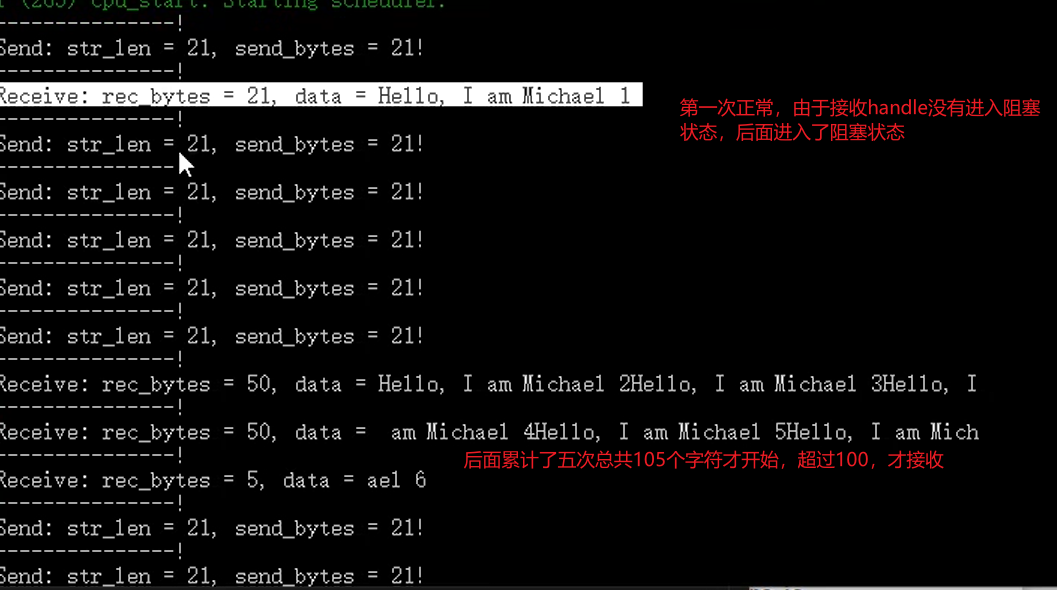 (205) cpu_start: Starting scheduler.
---------------!
Send: str_len = 21, send_bytes = 21!
---------------!
Receive: rec_bytes = 21, data = Hello, I am Michael 1
---------------!
第一次正常，由于接收handle没有进入阻塞
状态，后面进入了阻塞状态
Send: str_len = 21, send_bytes = 21!
---------------!
Send: str_len = 21, send_bytes = 21!
---------------!
Send: str_len = 21, send_bytes = 21!
---------------!
Send: str_len = 21, send_bytes = 21!
---------------!
Send: str_len = 21, send_bytes = 21!
---------------!
Receive: rec_bytes = 50, data = Hello, I am Michael 2Hello, I am Michael 3Hello, I
---------------!
Receive: rec_bytes = 50, data =  am Michael 4Hello, I am Michael 5Hello, I am Mich
---------------!
后面累计了五次总共105个字符才开始，超过100，才接收
Receive: rec_bytes = 5, data = ael 6
---------------!
Send: str_len = 21, send_bytes = 21!
---------------!
Send: str_len = 21, send_bytes = 21!